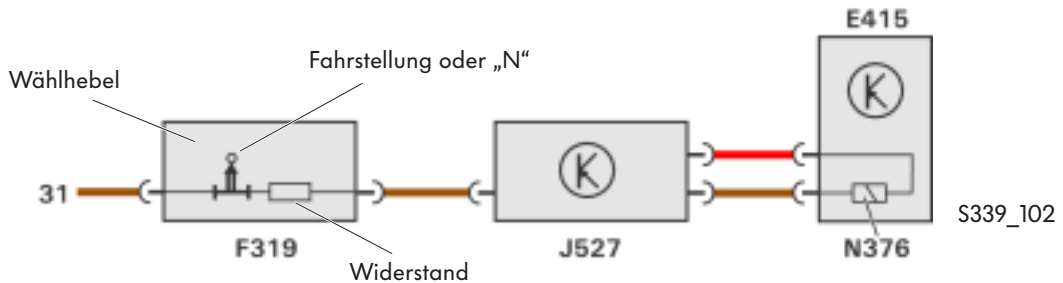 E415
Fahrstellung oder „N“
Wählhebel
31
S339_102
F319
J527
N376
Widerstand